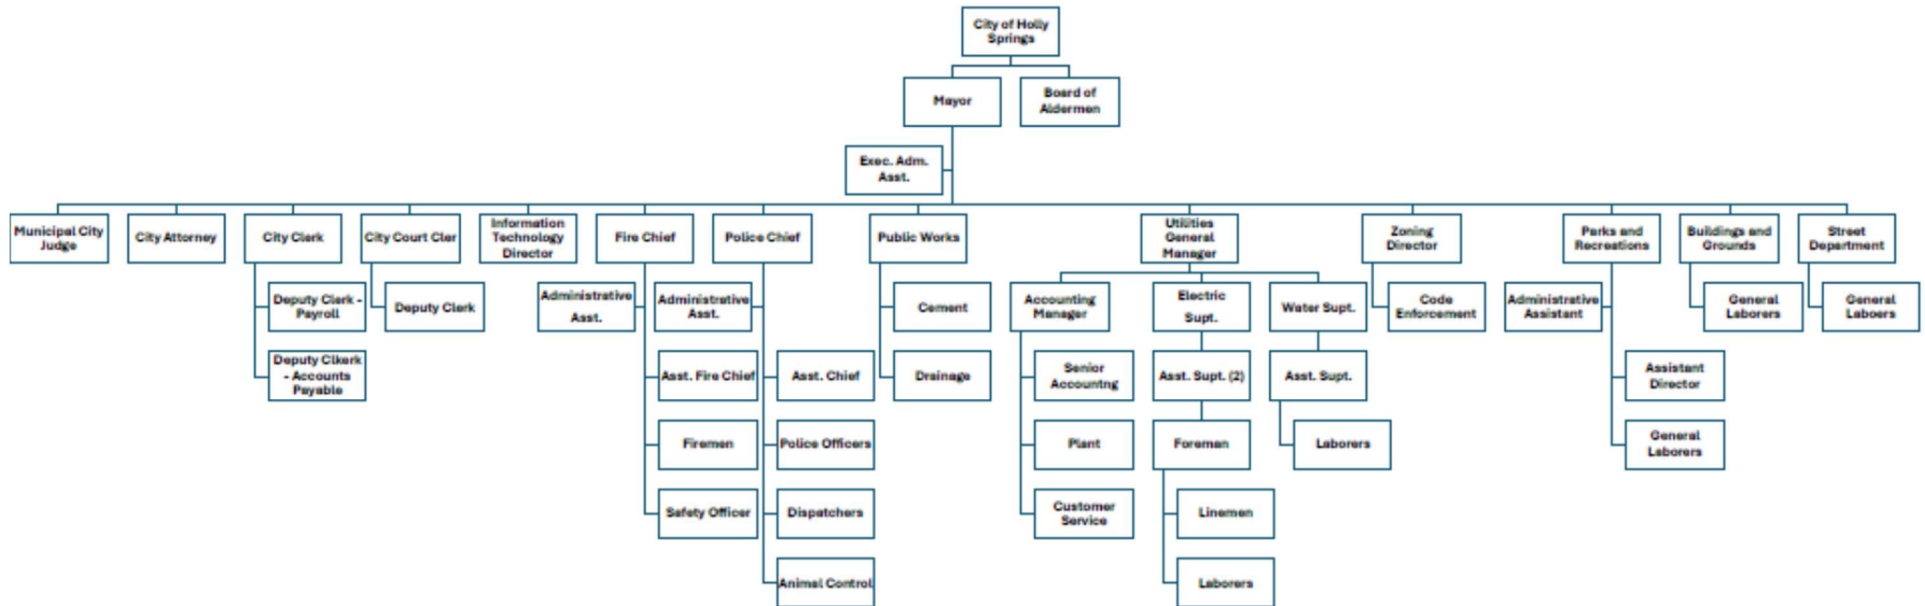 City of Holly
Springs
Mayor
Board of
Aldermen
Exec. Adm.
Asst.
Municipal City
Judge
City Attorney
City Clerk
City Court Cler
Information
Technology
Director
Fire Chief
Police Chief
Public Works
Utilities
General
Manager
Zoning
Director
Parks and
Recreations
Buildings and
Grounds
Street
Department
Deputy Clerk -
Payroll
Deputy Clerk
Administrative
Asst.
Administrative
Asst.
Cement
Accounting
Manager
Electric
Supt.
Water Supt.
Code
Enforcement
Administrative
Assistant
General
Laborers
General
Laboers
Deputy Clkerk
- Accounts
Payable
Asst. Fire Chief
Asst. Chief
Drainage
Senior
Accountng
Asst. Supt. (2)
Asst. Supt.
Assistant
Director
Firemen
Police Officers
Plant
Foreman
Laborers
General
Laborers
Safety Officer
Dispatchers
Customer
Service
Linemen
Animal Control
Laborers